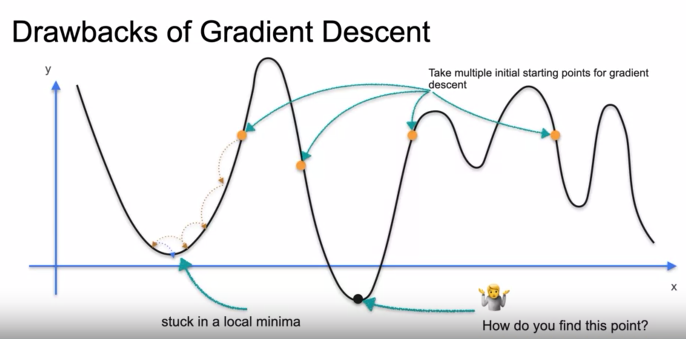 Drawbacks of Gradient Descent
y
Take multiple initial starting points for gradient
descent
x
stuck in a local minima
How do you find this point?